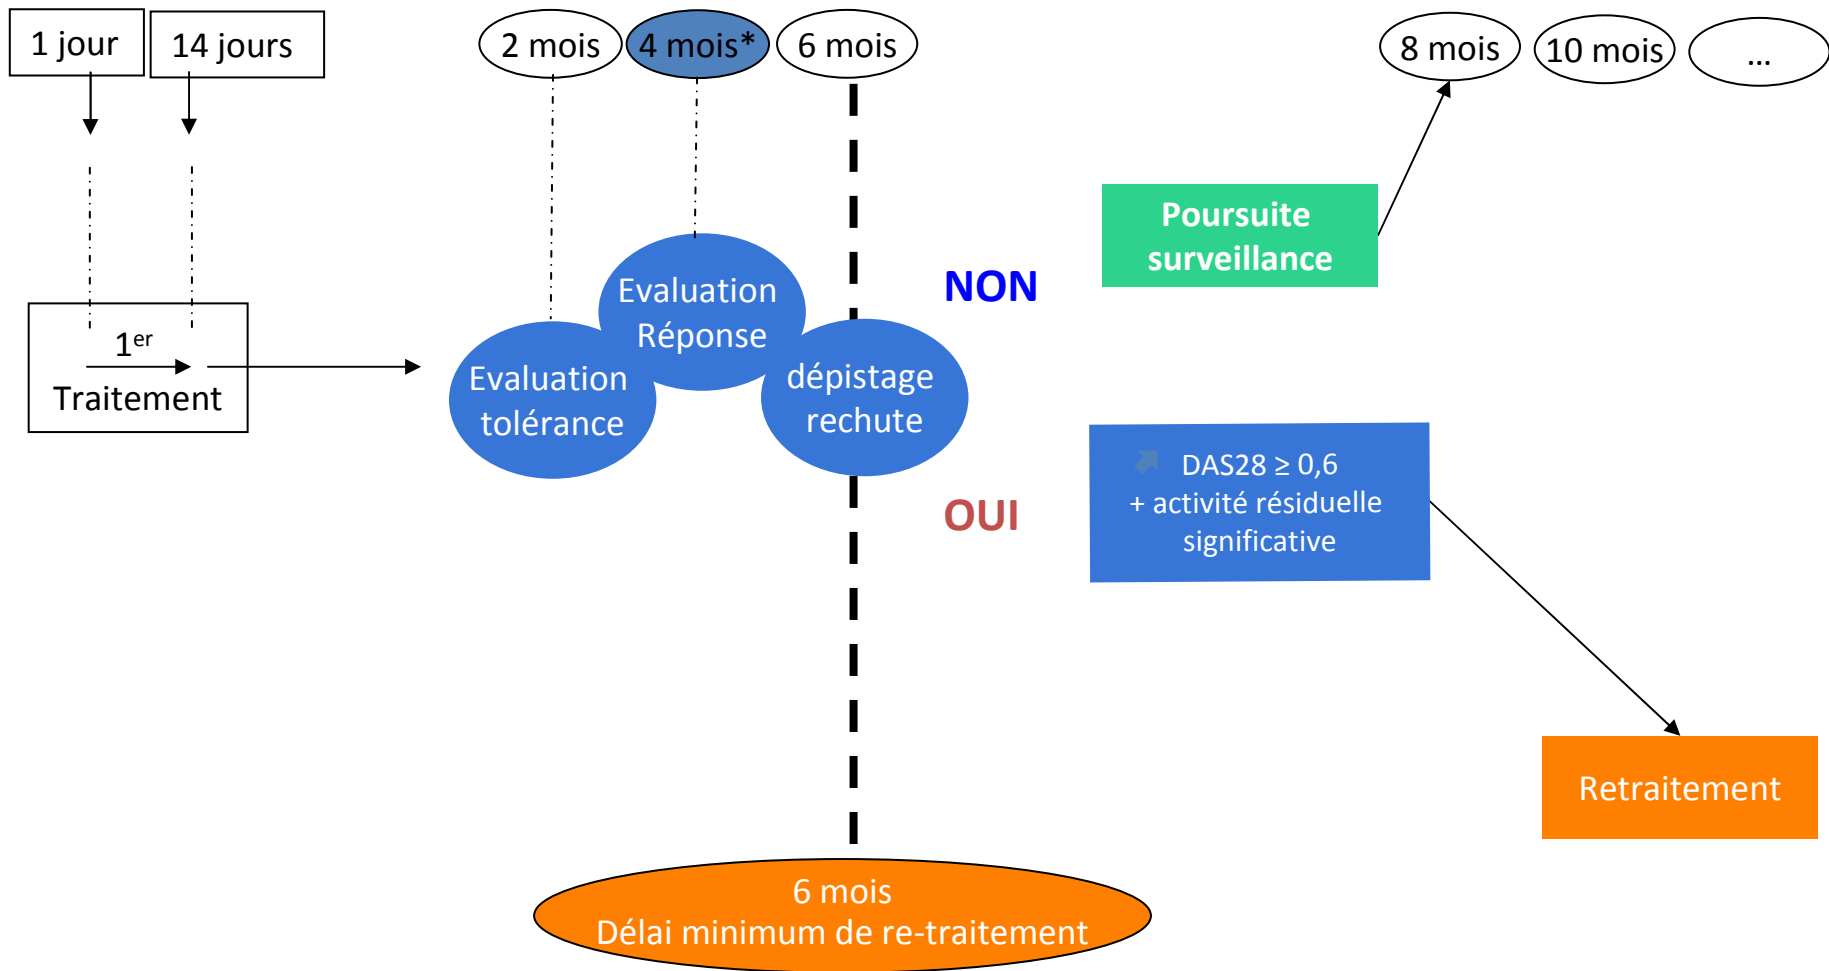 1 jour
14 jours
2 mois
4 mois*
6 mois
8 mois
10 mois
...
Poursuite
surveillance
NON
Evaluation
Réponse
1er
Traitement
Evaluation
tolérance
dépistage
rechute
DAS28 ≥ 0,6
+ activité résiduelle
significative
OUI
Retraitement
6 mois
Délai minimum de re-traitement